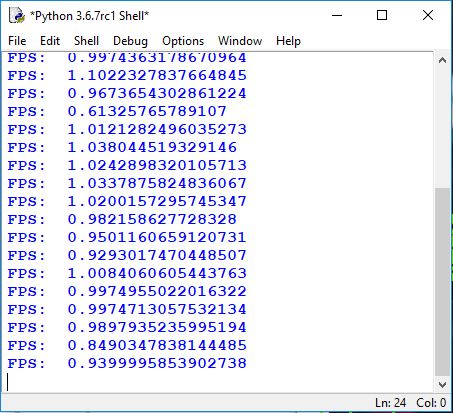 *Python 3.6.7rc1 Shell*
File Edit Shell Debug Options Window Help
FPS: 0.9974363178670964
FPS: 1.1022327837664845
FPS: 0.9673654302861224
FPS: 0.61325765789107
FPS: 1.0121282496035273
FPS: 1.038044519329146
FPS: 1.0242898320105713
FPS: 1.0337875824836067
FPS: 1.0200157295745347
FPS: 0.982158627728328
FPS: 0.9501160659120731
FPS: 0.9293017470448507
FPS: 1.0084060605443763
FPS: 0.9974955022016322
FPS: 0.9974713057532134
FPS: 0.9897935235995194
FPS: 0.8490347838144485
FPS: 0.9399995853902738
Ln: 24 Col: 0